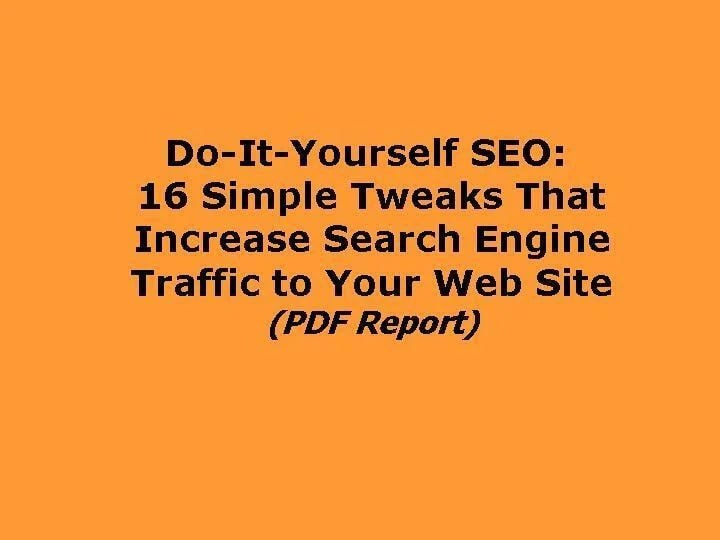 Do-It-Yourself SEO:
16 Simple Tweaks That
Increase Search Engine
Traffic to Your Web Site
(PDF Report)